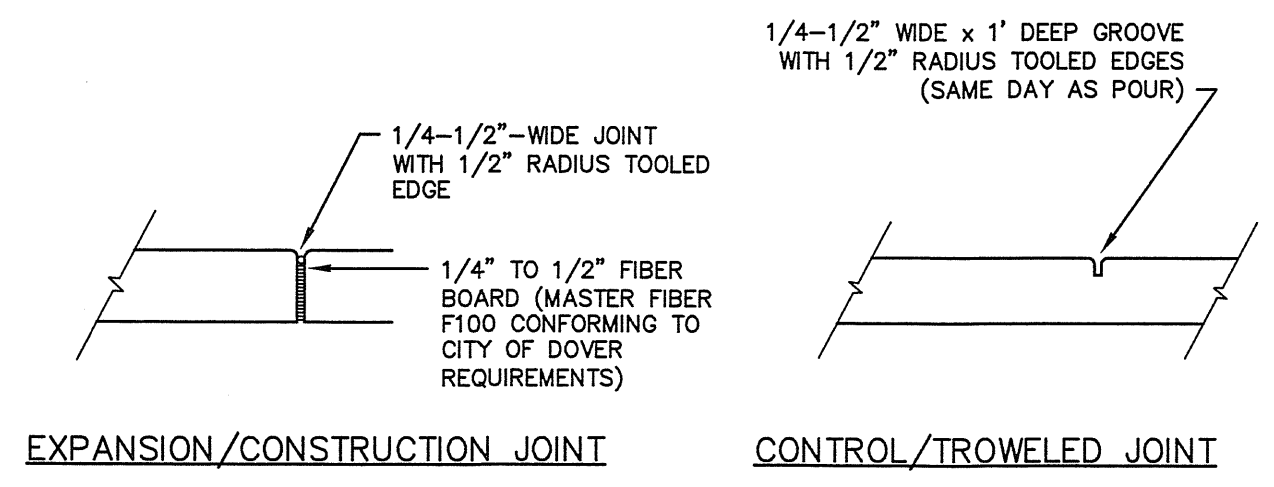 1/4–1/2" WIDE x 1' DEEP GROOVE
WITH 1/2" RADIUS TOOLED EDGES
(SAME DAY AS POUR)
1/4–1/2"–WIDE JOINT
WITH 1/2" RADIUS TOOLED
EDGE
1/4" TO 1/2" FIBER
BOARD (MASTER FIBER
F100 CONFORMING TO
CITY OF DOVER
REQUIREMENTS)
EXPANSION/CONSTRUCTION JOINT
CONTROL/TROWELED JOINT